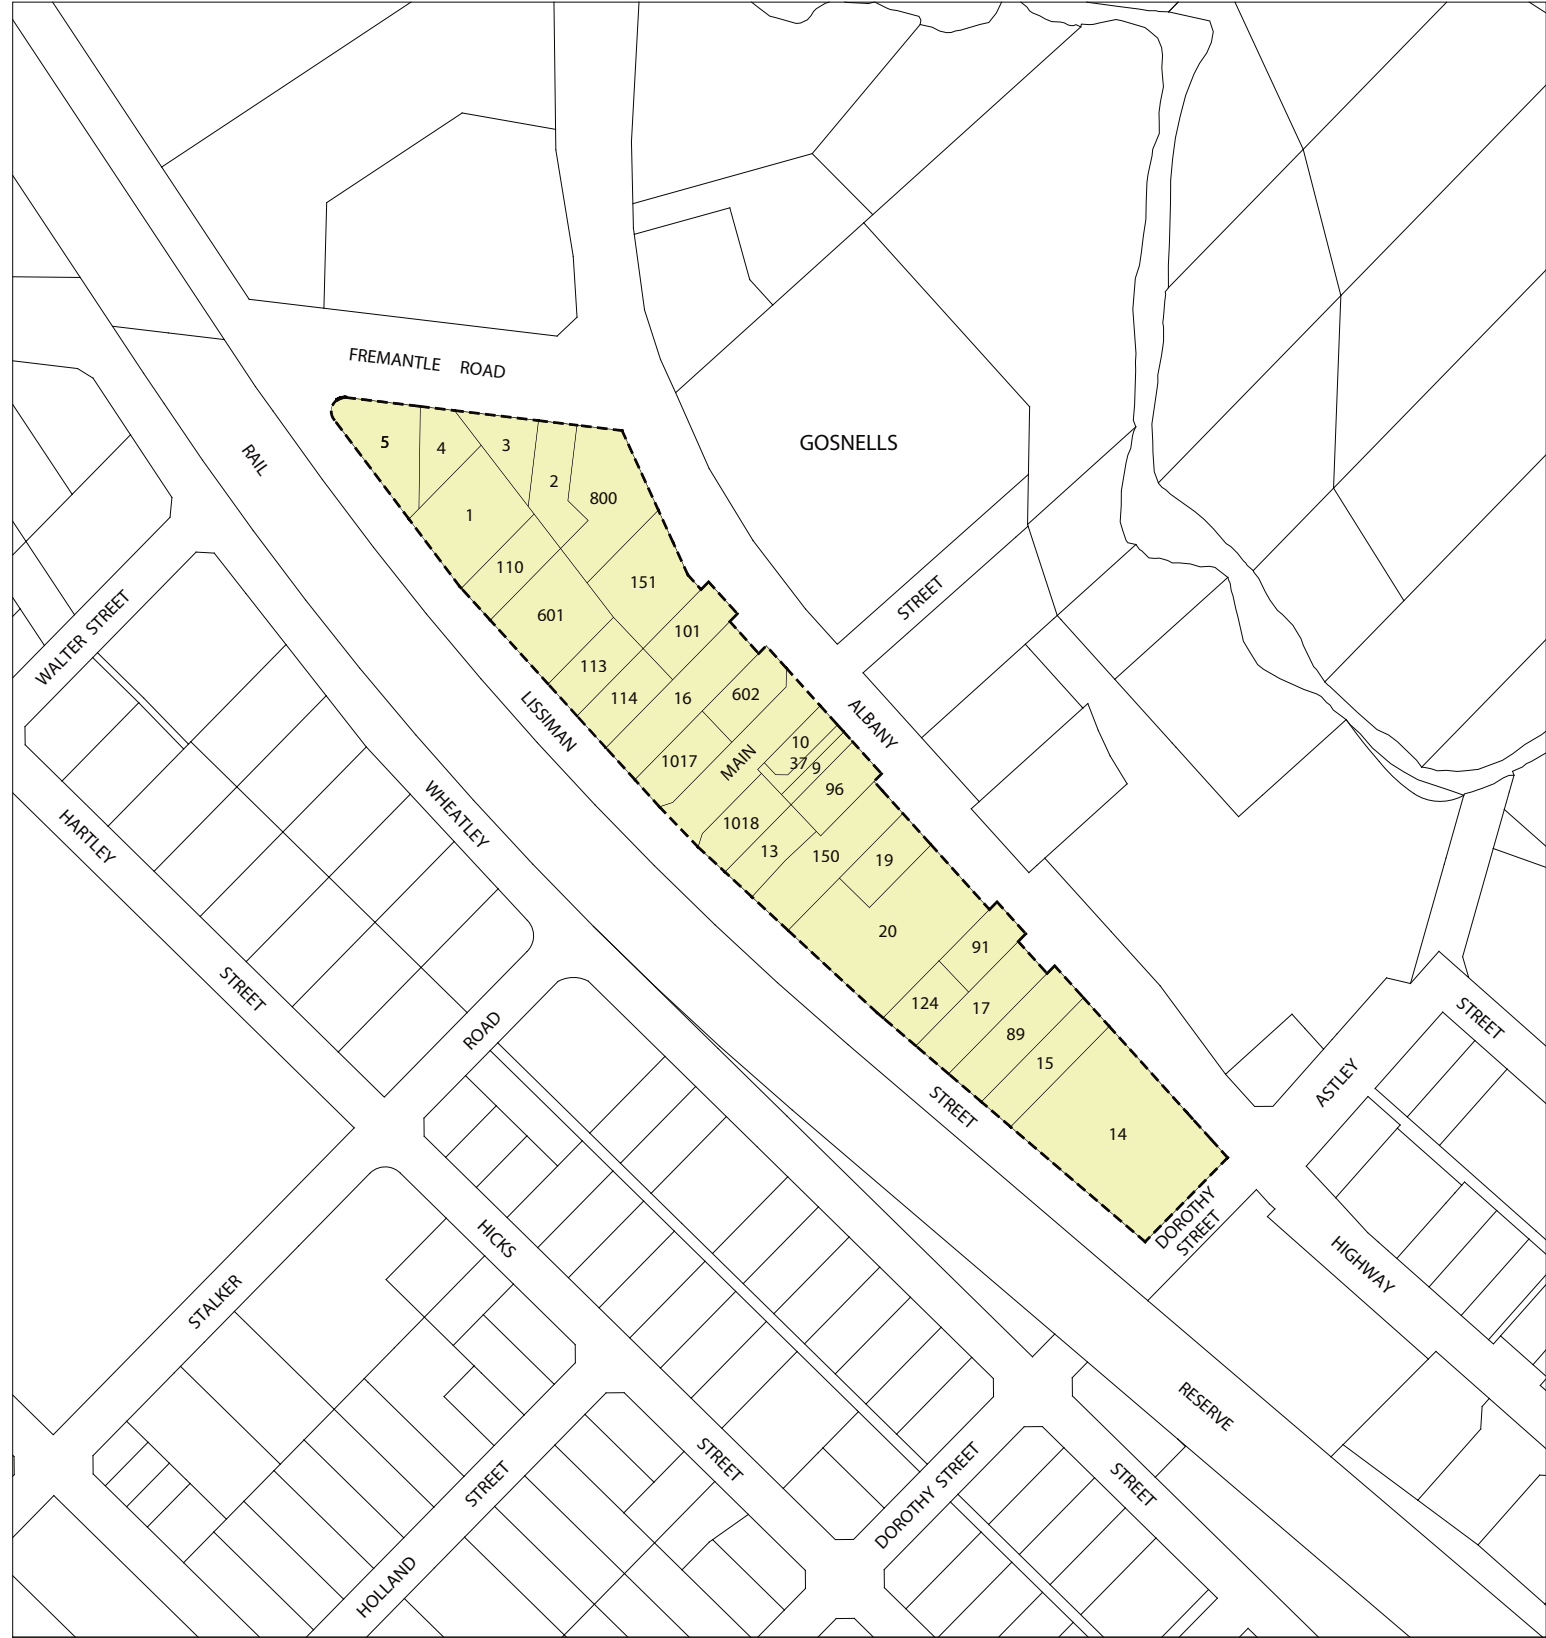 FREMANTLE ROAD
GOSNELLS
RAIL
5
4
3
2
800
1
110
151
601
101
113
114
16
602
1017
MAIN
10
37
9
96
1018
13
150
19
20
91
124
17
89
15
14
STREET
ALBANY
LISSIMAN
WALTER STREET
WHEATLEY
HARTLEY
STREET
ROAD
STREET
STREET
ASTLEY
DOROTHY
STREET
HIGHWAY
HICKS
STALKER
RESERVE
STREET
STREET
DOROTHY STREET
STREET
HOLLAND